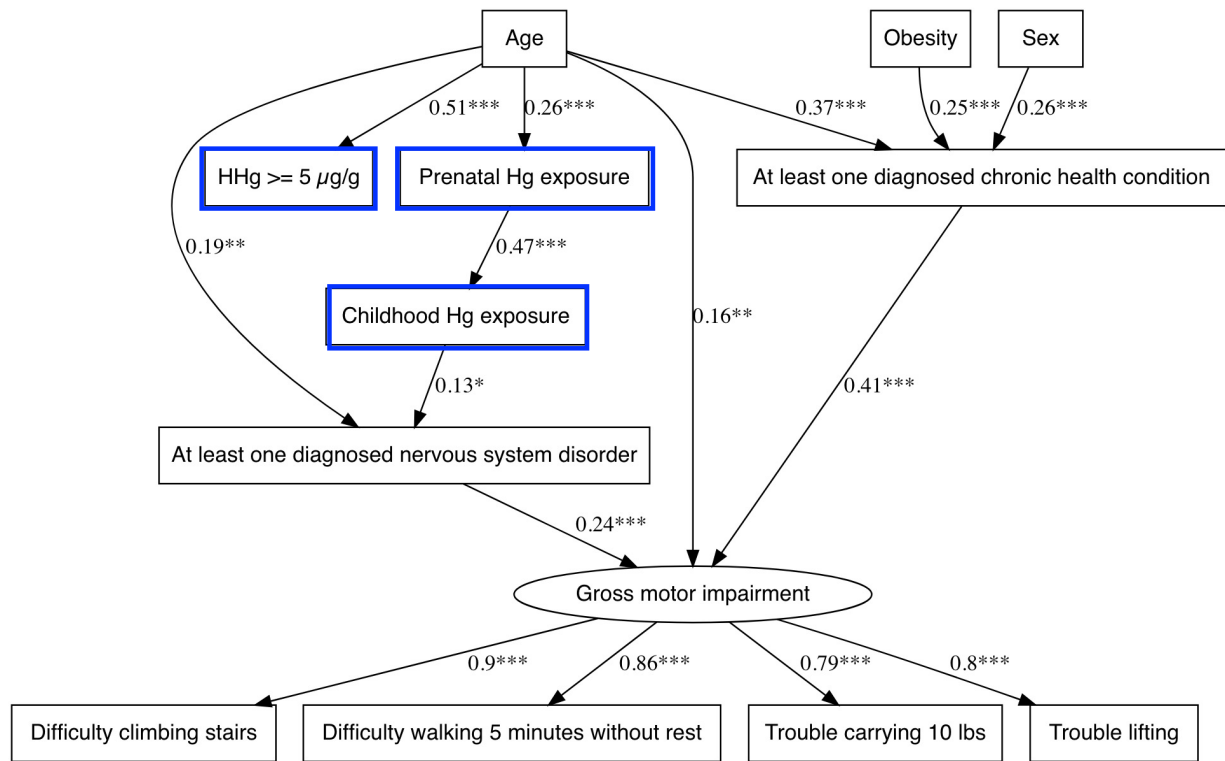 Age
Obesity
Sex
0.51***
0.26***
0.37***
0.25***
0.26***
HHg >= 5 µg/g
Prenatal Hg exposure
At least one diagnosed chronic health condition
0.19**
0.47***
Childhood Hg exposure
0.16**
0.13*
0.41***
At least one diagnosed nervous system disorder
0.24***
Gross motor impairment
0.9***
0.86***
0.79***
0.8***
Difficulty climbing stairs
Difficulty walking 5 minutes without rest
Trouble carrying 10 lbs
Trouble lifting